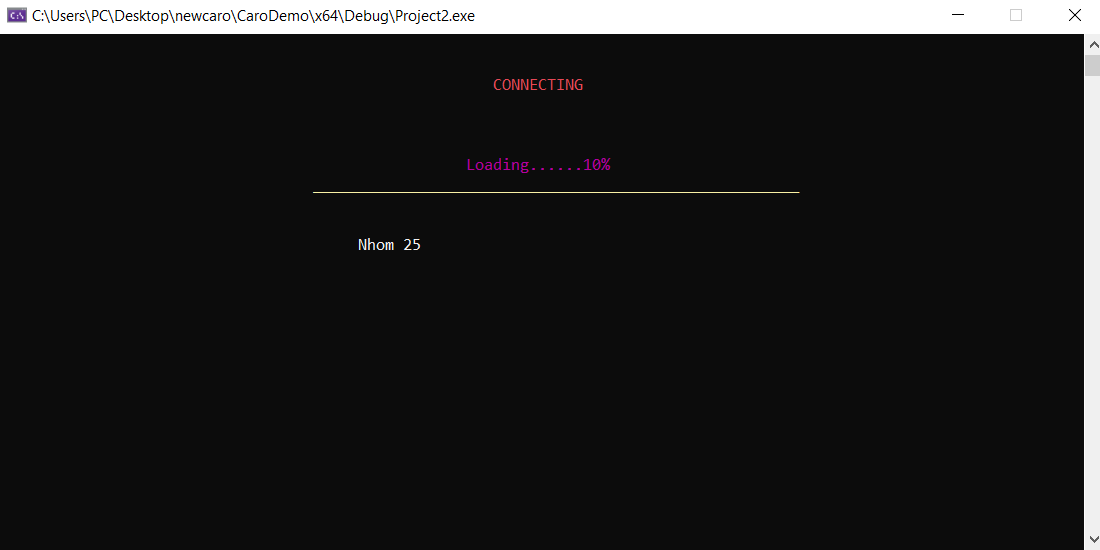 C:\Users\PC\Desktop\newcaro\CaroDemo\x64\Debug\Project2.exe
CONNECTING
Loading......10%
Nhom 25